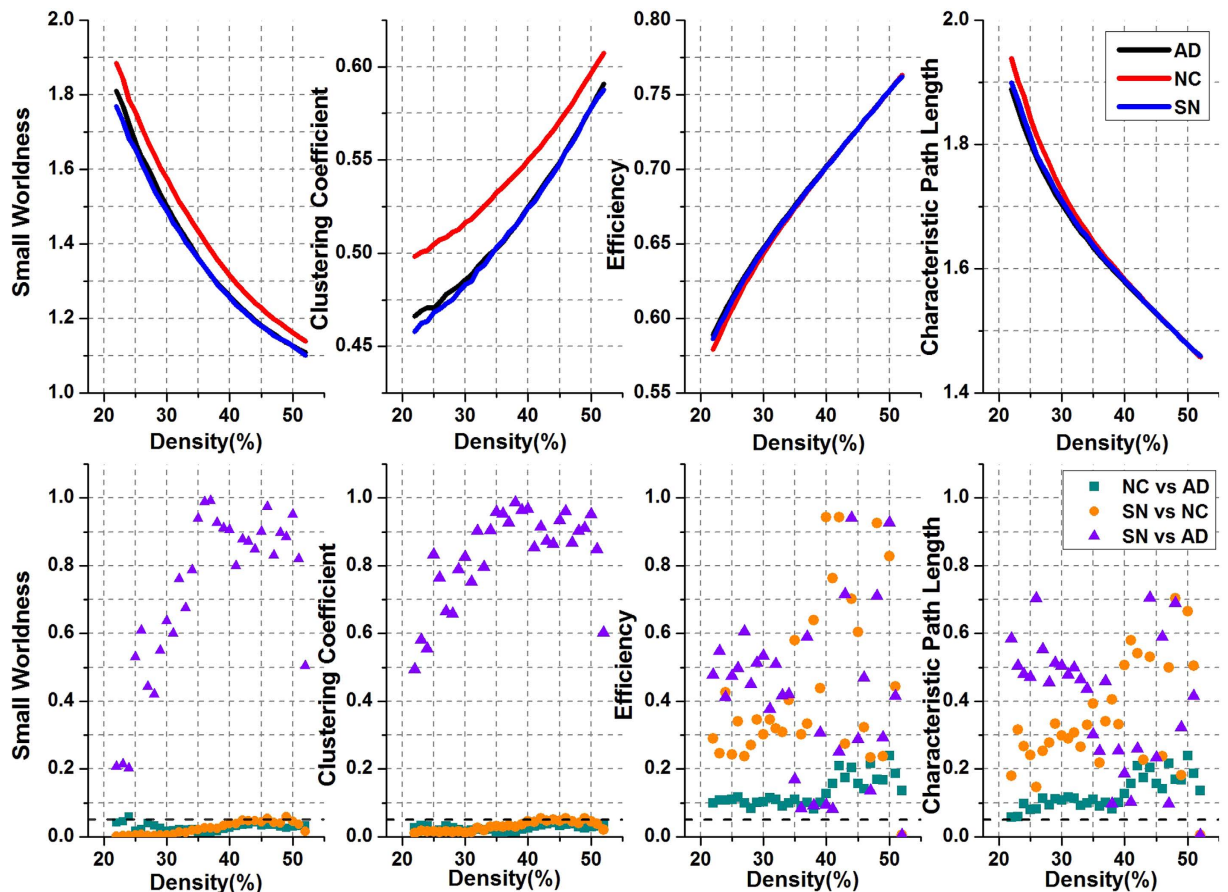 Small Worldness
2.0
1.8
1.6
1.4
1.2
1.0
20 30 40 50
Density(%)
Clustering Coefficient
0.60
0.55
0.50
0.45
20 30 40 50
Density(%)
Efficiency
0.80
0.75
0.70
0.65
0.60
0.55
20 30 40 50
Density(%)
Characteristic Path Length
2.0
1.8
1.6
1.4
20 30 40 50
Density(%)
AD
NC
SN
Small Worldness
1.0
0.8
0.6
0.4
0.2
0.0
20 30 40 50
Density(%)
Clustering Coefficient
1.0
0.8
0.6
0.4
0.2
0.0
20 30 40 50
Density(%)
Efficiency
1.0
0.8
0.6
0.4
0.2
0.0
20 30 40 50
Density(%)
Characteristic Path Length
1.0
0.8
0.6
0.4
0.2
0.0
20 30 40 50
Density(%)
NC vs AD
SN vs NC
SN vs AD